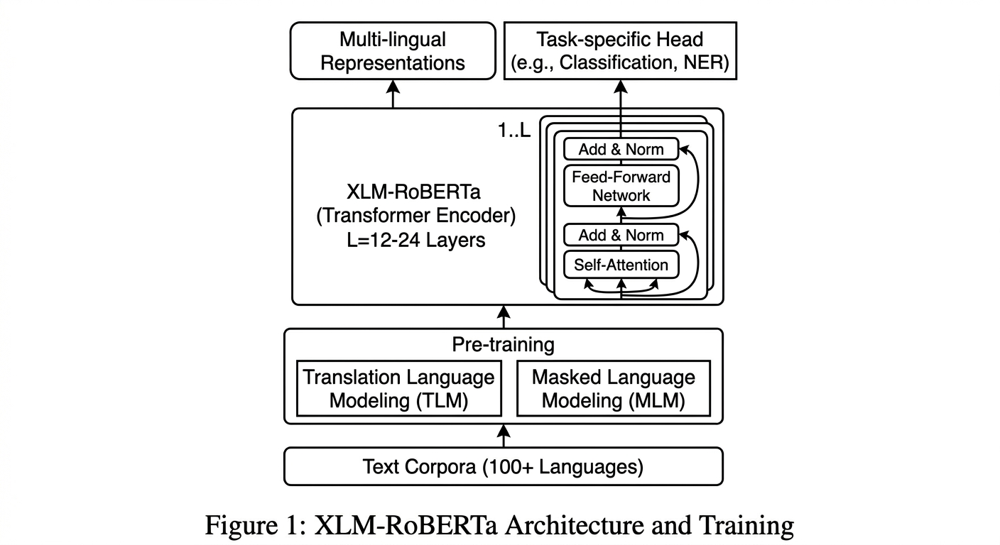 Multi-lingual
Representations
Task-specific Head
(e.g., Classification, NER)
1..L
Add & Norm
Feed-Forward
Network
Add & Norm
Self-Attention
XLM-RoBERTa
(Transformer Encoder)
L=12-24 Layers
Pre-training
Translation Language
Modeling (TLM)
Masked Language
Modeling (MLM)
Text Corpora (100+ Languages)
Figure 1: XLM-RoBERTa Architecture and Training